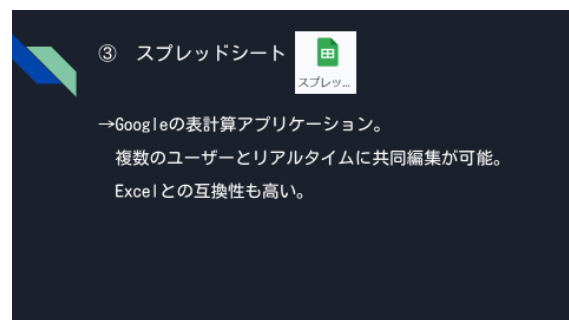 ③ スプレッドシート
スプレッ...
→Googleの表計算アプリケーション。
複数のユーザーとリアルタイムに共同編集が可能。
Excelとの互換性も高い。